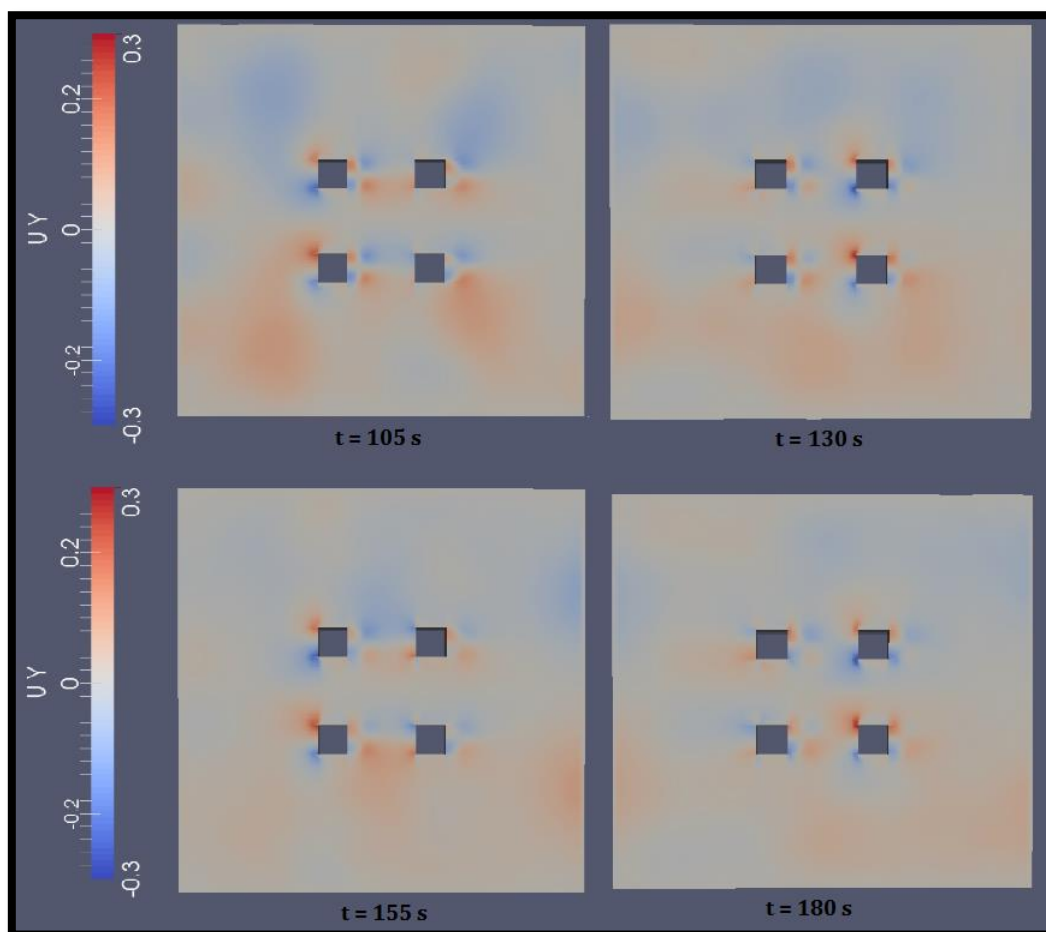 0.3
0.2
U Y
0
-0.2
-0.3
t = 105 s
t = 130 s
0.3
0.2
U Y
0
-0.2
-0.3
t = 155 s
t = 180 s